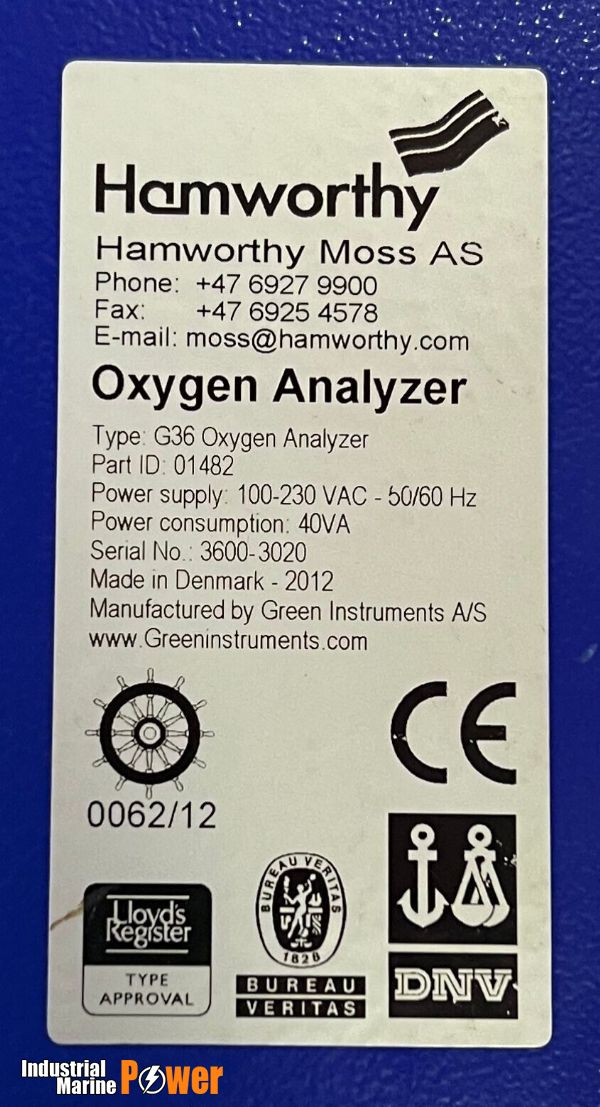 Hamworthy
Hamworthy Moss AS
Phone: +47 6927 9900
Fax: +47 6925 4578
E-mail: moss@hamworthy.com
Oxygen Analyzer
Type: G36 Oxygen Analyzer
Part ID: 01482
Power supply: 100-230 VAC - 50/60 Hz
Power consumption: 40VA
Serial No.: 3600-3020
Made in Denmark - 2012
Manufactured by Green Instruments A/S
www.Greeninstruments.com
CE
0062/12
Lloyd's
Register
TYPE
APPROVAL
BUREAU VERITAS
1828
BUREAU
VERITAS
DNV
Industrial
Marine
Power